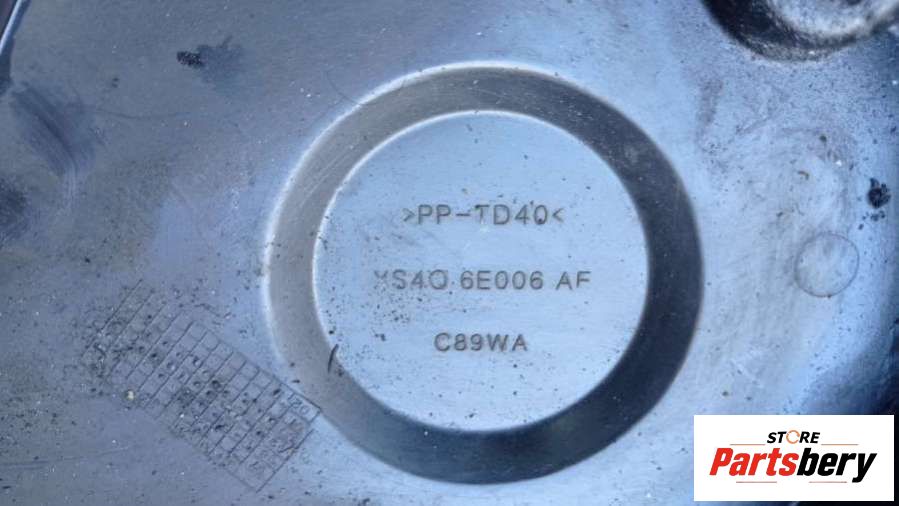 >PP-TD40<
XS4Q 6E006 AF
C89WA
STORE
Partsbery